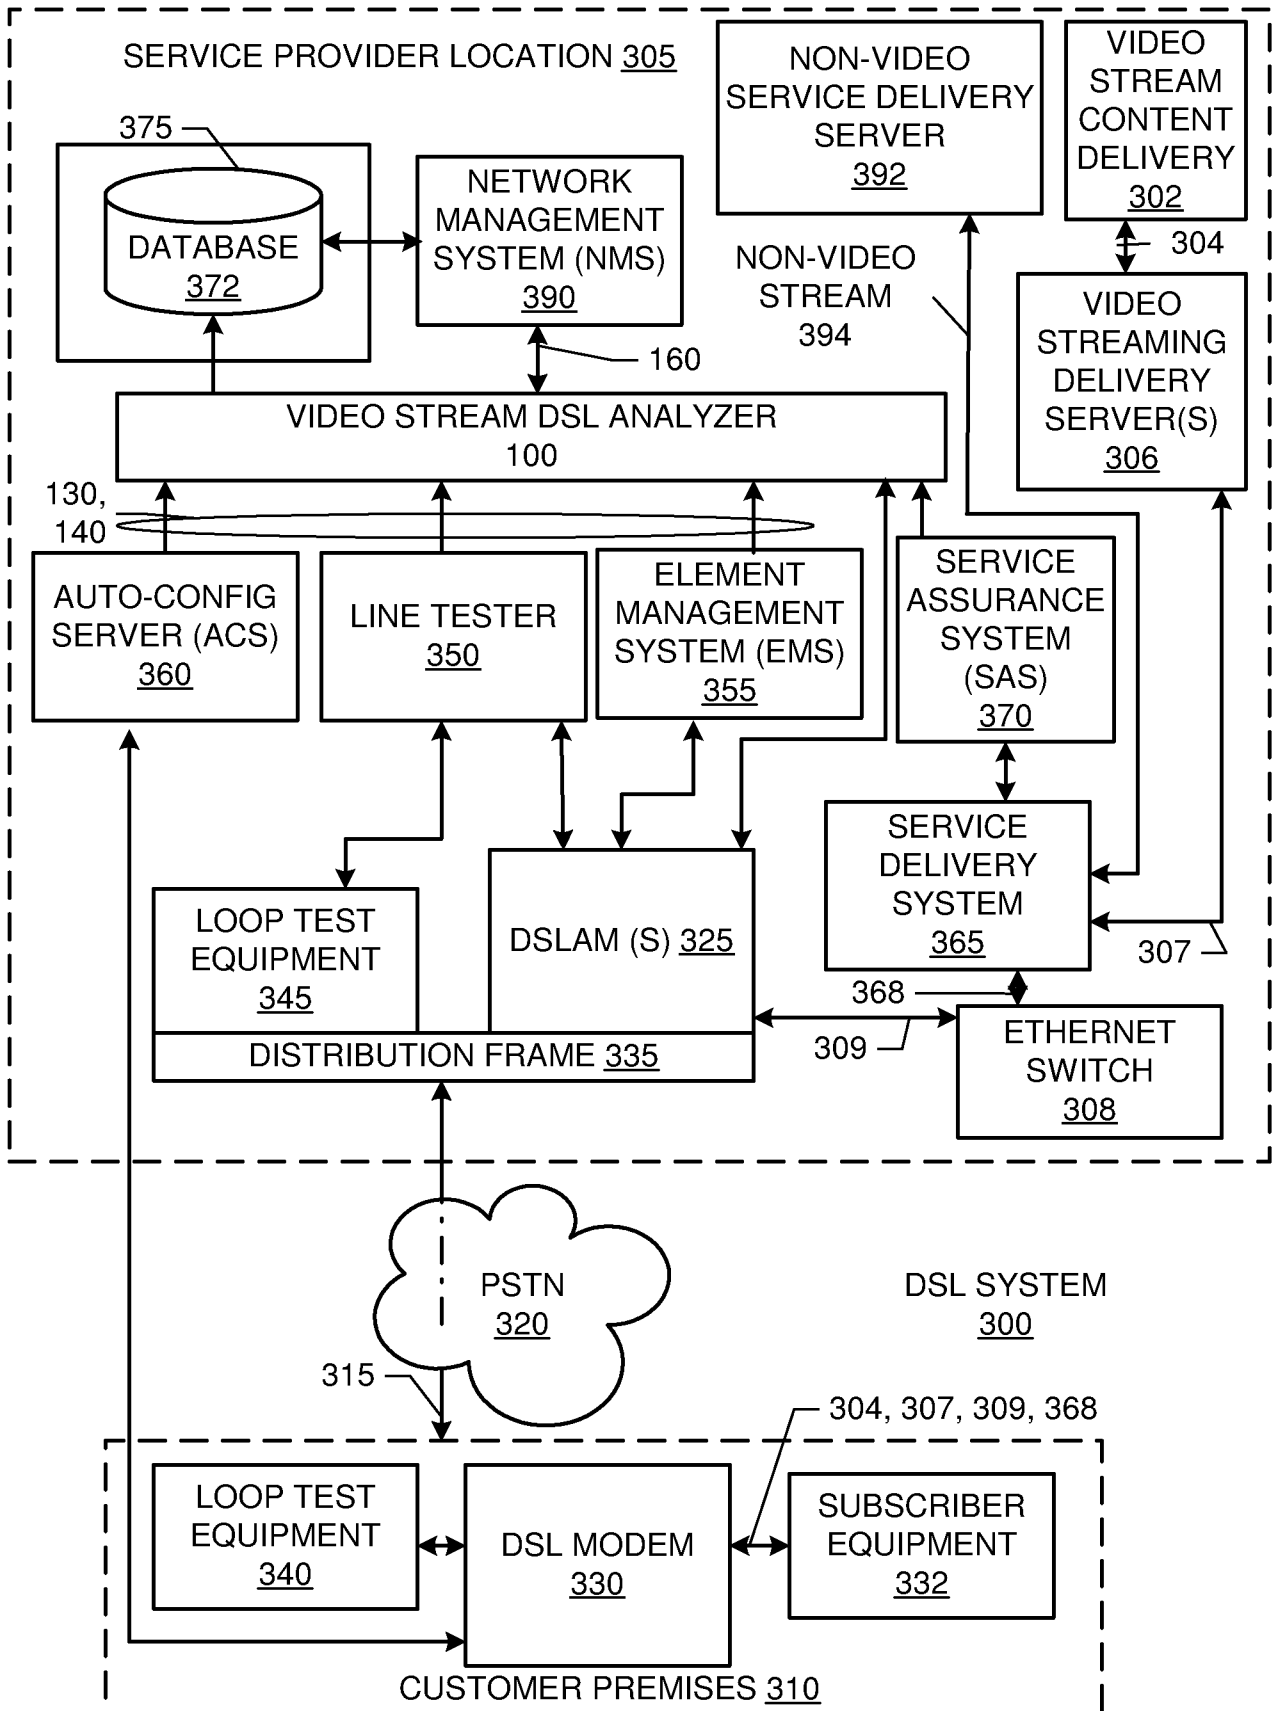 SERVICE PROVIDER LOCATION 305
NON-VIDEO
SERVICE DELIVERY
SERVER
392
VIDEO
STREAM
CONTENT
DELIVERY
302
375
DATABASE
372
NETWORK
MANAGEMENT
SYSTEM (NMS)
390
NON-VIDEO
STREAM
394
304
VIDEO
STREAMING
DELIVERY
SERVER(S)
306
160
VIDEO STREAM DSL ANALYZER
100
130,
140
AUTO-CONFIG
SERVER (ACS)
360
LINE TESTER
350
ELEMENT
MANAGEMENT
SYSTEM (EMS)
355
SERVICE
ASSURANCE
SYSTEM
(SAS)
370
SERVICE
DELIVERY
SYSTEM
365
307
LOOP TEST
EQUIPMENT
345
DSLAM (S) 325
368
309
DISTRIBUTION FRAME 335
ETHERNET
SWITCH
308
PSTN
320
DSL SYSTEM
300
315
304, 307, 309, 368
LOOP TEST
EQUIPMENT
340
DSL MODEM
330
SUBSCRIBER
EQUIPMENT
332
CUSTOMER PREMISES 310